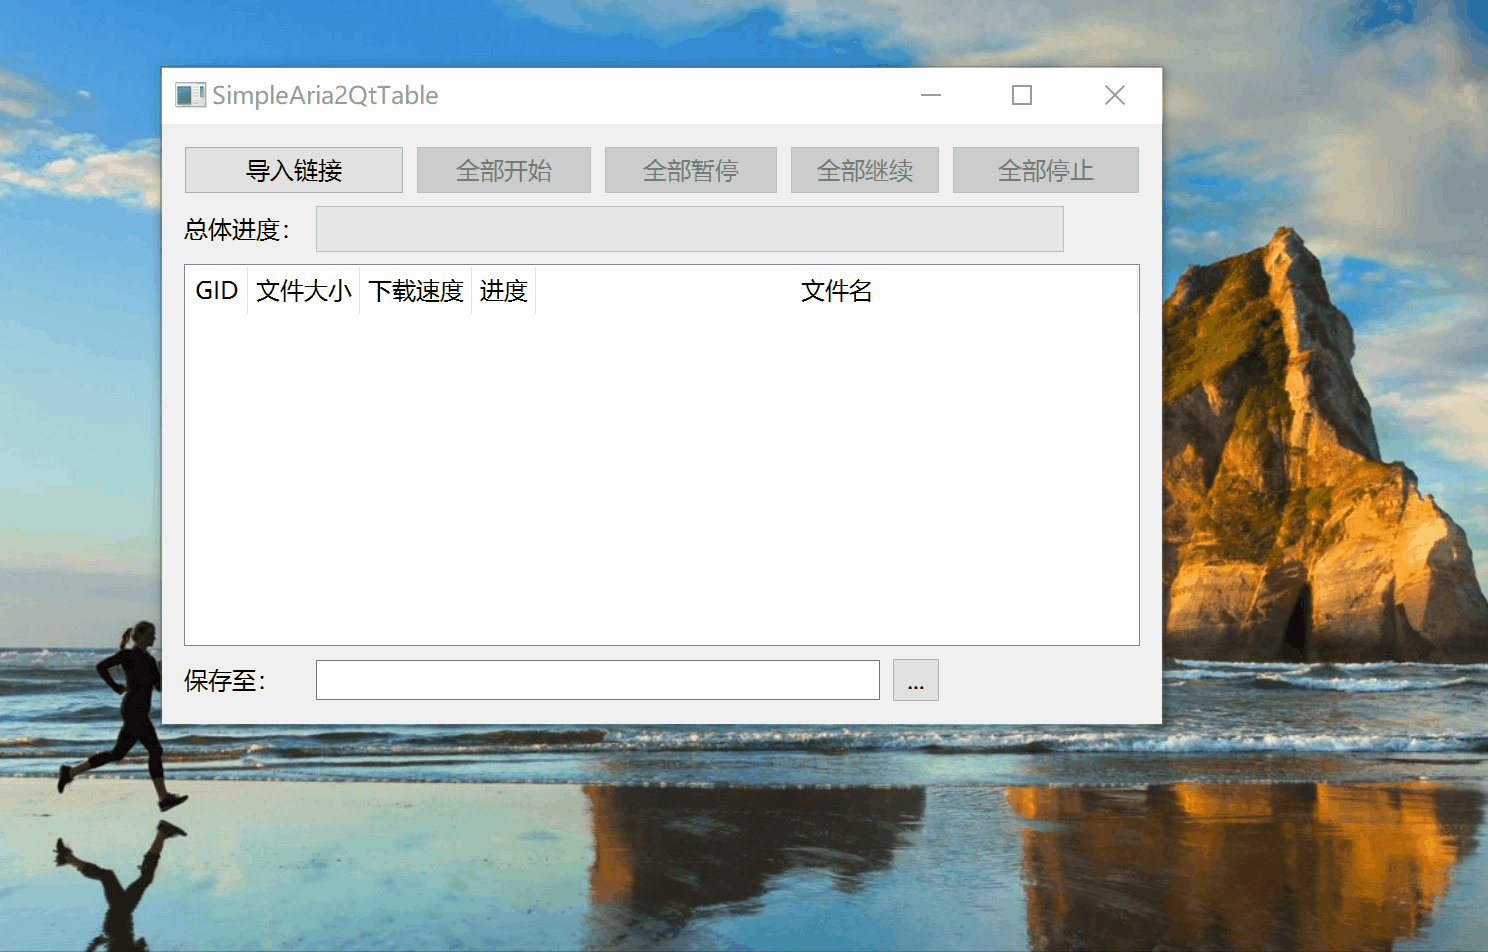 SimpleAria2QtTable
导入链接 全部开始 全部暂停 全部继续 全部停止
总体进度：
GID 文件大小 下载速度 进度 文件名
保存至： ...